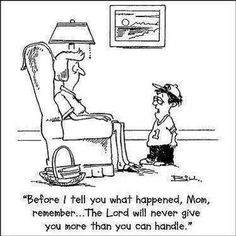 "Before I tell you what happened, Mom,
remember...The Lord will never give
you more than you can handle."